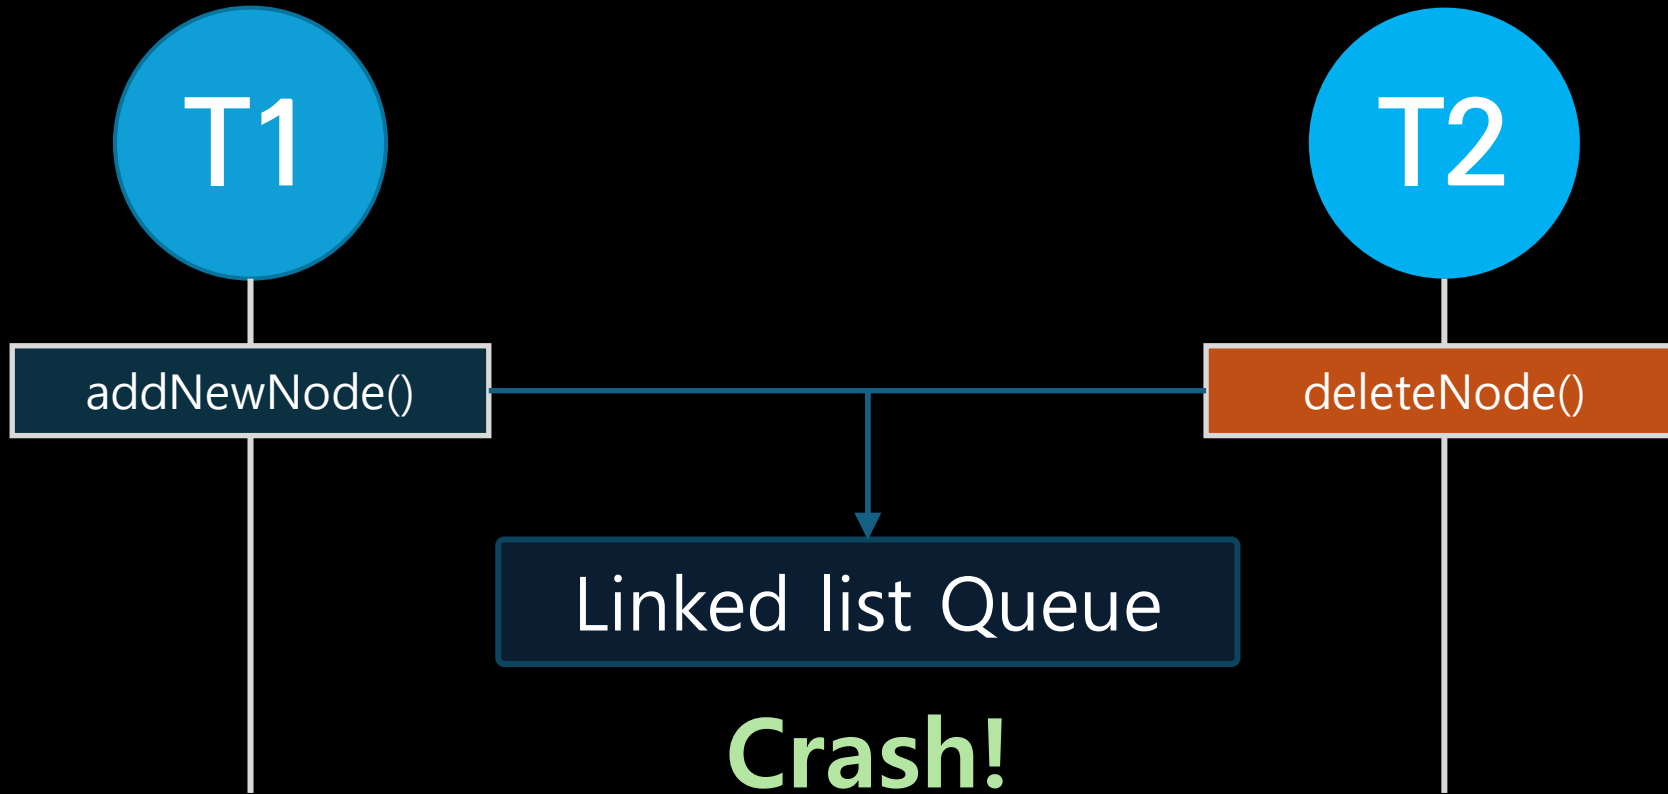 T1
T2
addNewNode()
deleteNode()
Linked list Queue
Crash!